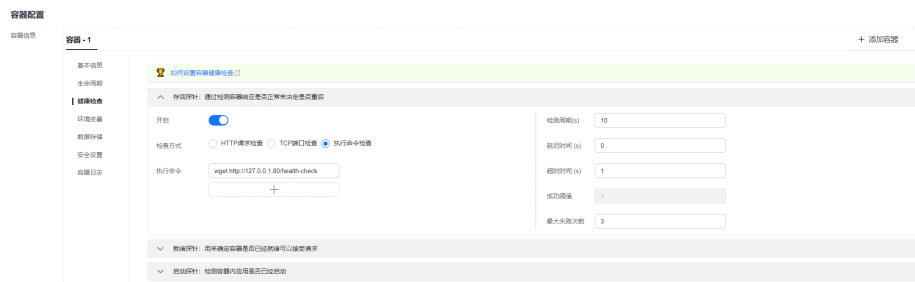 容器配置
容器信息
容器 - 1
+ 添加容器
基本信息
生命周期
健康检查
环境变量
数据存储
安全设置
容器日志
如何设置容器健康检查
存活探针：通过检测容器响应是否正常来决定是否重启
开启
检查方式
HTTP请求检查
TCP端口检查
执行命令检查
执行命令
wget http://127.0.0.1:80/health-check
+
检测周期(s)
10
延迟时间 (s)
0
超时时间 (s)
1
成功阈值
1
最大失败次数
3
就绪探针：用来确定容器是否已经就绪可以接受请求
启动探针：检测容器内应用是否已经启动